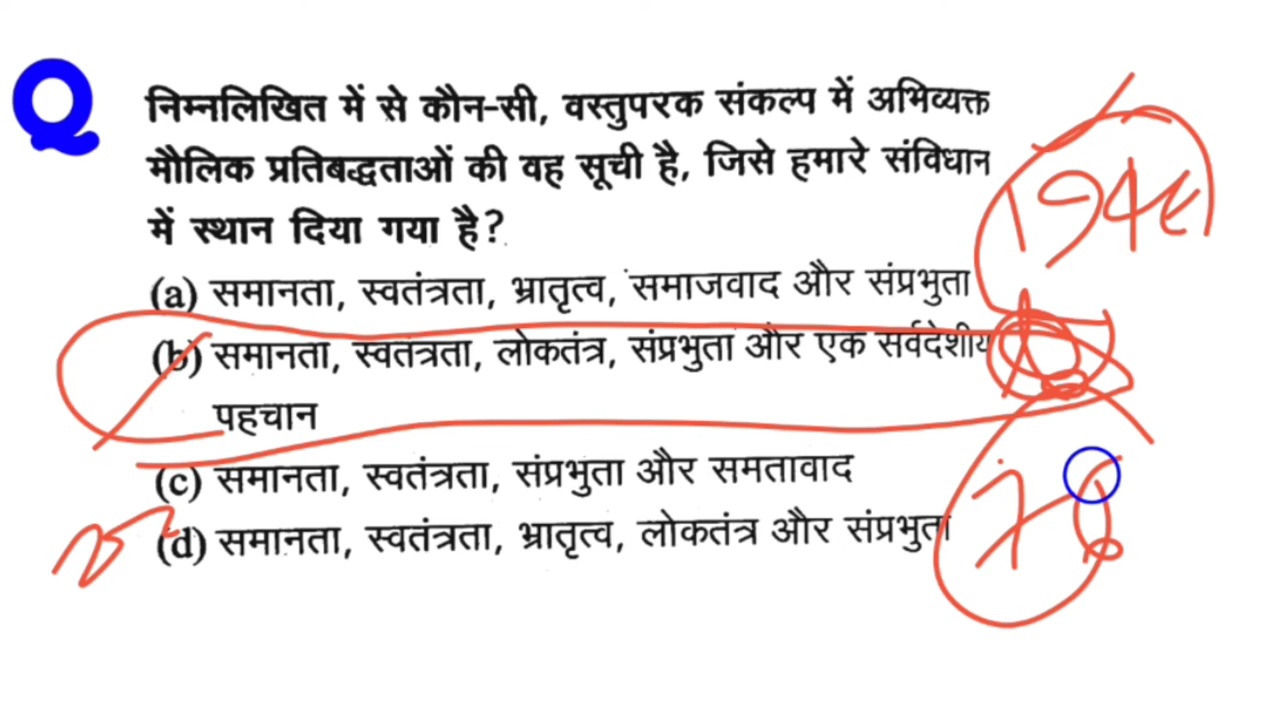 Q
निम्नलिखित में से कौन-सी, वस्तुपरक संकल्प में अभिव्यक्त
मौलिक प्रतिबद्धताओं की वह सूची है, जिसे हमारे संविधान
में स्थान दिया गया है?
(a) समानता, स्वतंत्रता, भ्रातृत्व, समाजवाद और संप्रभुता
(b) समानता, स्वतंत्रता, लोकतंत्र, संप्रभुता और एक सर्वदेशीय
पहचान
(c) समानता, स्वतंत्रता, संप्रभुता और समतावाद
(d) समानता, स्वतंत्रता, भ्रातृत्व, लोकतंत्र और संप्रभुता